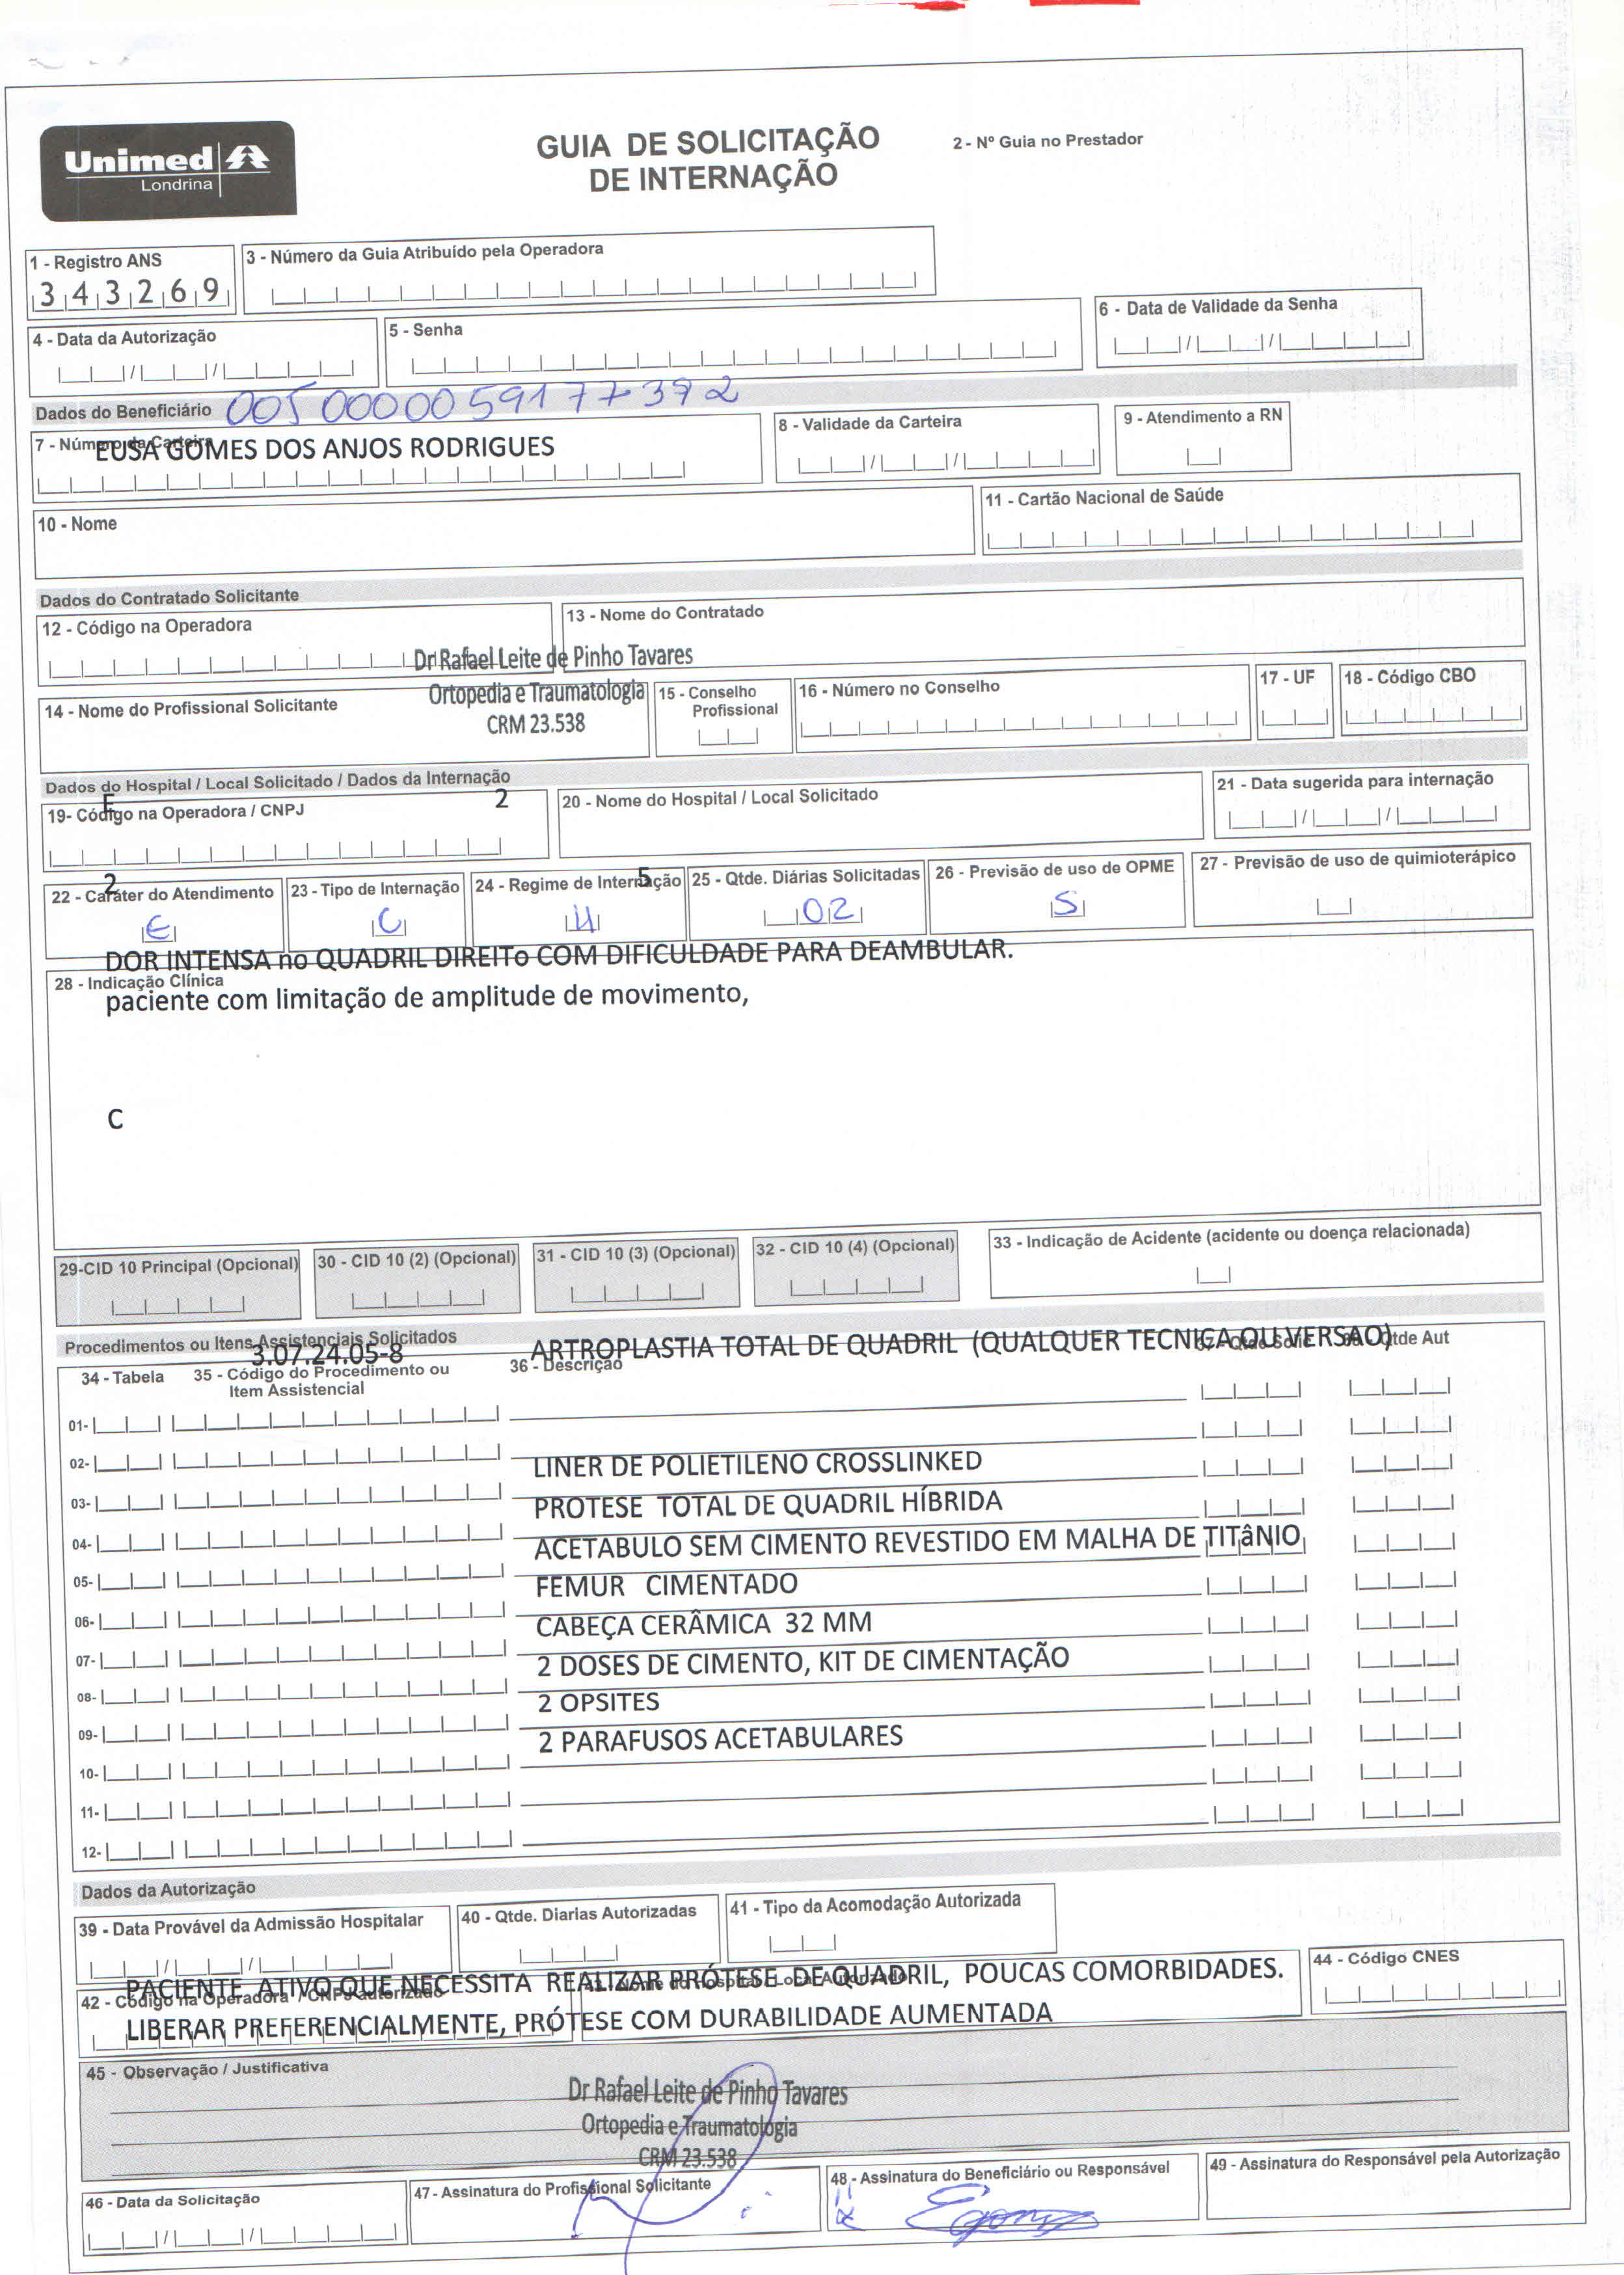 Unimed
Londrina
GUIA DE SOLICITAÇÃO
DE INTERNAÇÃO
2 - Nº Guia no Prestador
1 - Registro ANS
343269
3 - Número da Guia Atribuído pela Operadora
4 - Data da Autorização
5 - Senha
6 - Data de Validade da Senha
Dados do Beneficiário 0050000059177392
7 - Número da Carteira
EUSA GOMES DOS ANJOS RODRIGUES
8 - Validade da Carteira
9 - Atendimento a RN
10 - Nome
11 - Cartão Nacional de Saúde
Dados do Contratado Solicitante
12 - Código na Operadora
13 - Nome do Contratado
Dr Rafael Leite de Pinho Tavares
Ortopedia e Traumatologia
CRM 23.538
14 - Nome do Profissional Solicitante
15 - Conselho
Profissional
16 - Número no Conselho
17 - UF
18 - Código CBO
Dados do Hospital / Local Solicitado / Dados da Internação
E 2
19- Código na Operadora / CNPJ
20 - Nome do Hospital / Local Solicitado
21 - Data sugerida para internação
2 5
22 - Caráter do Atendimento
E
23 - Tipo de Internação
C
24 - Regime de Internação
H
25 - Qtde. Diárias Solicitadas
02
26 - Previsão de uso de OPME
S
27 - Previsão de uso de quimioterápico
DOR INTENSA no QUADRIL DIREITo COM DIFICULDADE PARA DEAMBULAR.
28 - Indicação Clínica
paciente com limitação de amplitude de movimento,
C
29-CID 10 Principal (Opcional)
30 - CID 10 (2) (Opcional)
31 - CID 10 (3) (Opcional)
32 - CID 10 (4) (Opcional)
33 - Indicação de Acidente (acidente ou doença relacionada)
Procedimentos ou Itens Assistenciais Solicitados
3.07.24.05-8 ARTROPLASTIA TOTAL DE QUADRIL (QUALQUER TECNICA OU VERSAO)
34 - Tabela
35 - Código do Procedimento ou
Item Assistencial
36 - Descrição
37 - Qtde Solic
38 - Qtde Aut
01-
02-
LINER DE POLIETILENO CROSSLINKED
03-
PROTESE TOTAL DE QUADRIL HÍBRIDA
04-
ACETABULO SEM CIMENTO REVESTIDO EM MALHA DE TITâNIO
05-
FEMUR CIMENTADO
06-
CABEÇA CERÂMICA 32 MM
07-
2 DOSES DE CIMENTO, KIT DE CIMENTAÇÃO
08-
2 OPSITES
09-
2 PARAFUSOS ACETABULARES
10-
11-
12-
Dados da Autorização
39 - Data Provável da Admissão Hospitalar
40 - Qtde. Diarias Autorizadas
41 - Tipo da Acomodação Autorizada
PACIENTE ATIVO QUE NECESSITA REALIZAR PRÓTESE DE QUADRIL, POUCAS COMORBIDADES.
42 - Código na Operadora / CNPJ autorizado
43 - Nome do Hospital / Local Autorizado
44 - Código CNES
LIBERAR PREFERENCIALMENTE, PRÓTESE COM DURABILIDADE AUMENTADA
45 - Observação / Justificativa
Dr Rafael Leite de Pinho Tavares
Ortopedia e Traumatologia
CRM 23.538
46 - Data da Solicitação
47 - Assinatura do Profissional Solicitante
48 - Assinatura do Beneficiário ou Responsável
49 - Assinatura do Responsável pela Autorização